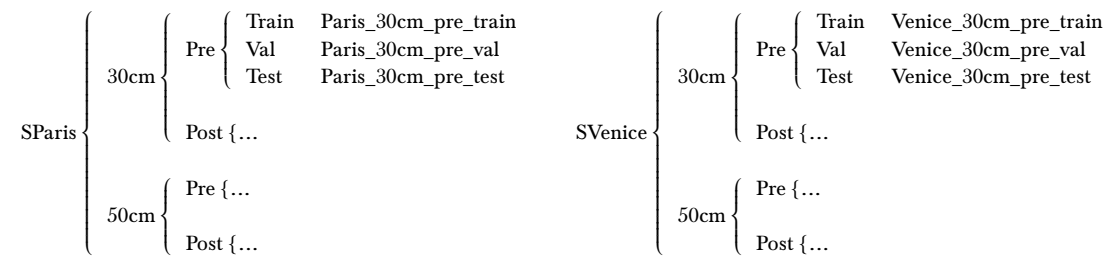 Train Paris_30cm_pre_train
Pre { Val Paris_30cm_pre_val
30cm { Test Paris_30cm_pre_test
Post {…
SParis {
Pre {…
50cm {
Post {…
Train Venice_30cm_pre_train
Pre { Val Venice_30cm_pre_val
30cm { Test Venice_30cm_pre_test
Post {…
SVenice {
Pre {…
50cm {
Post {…